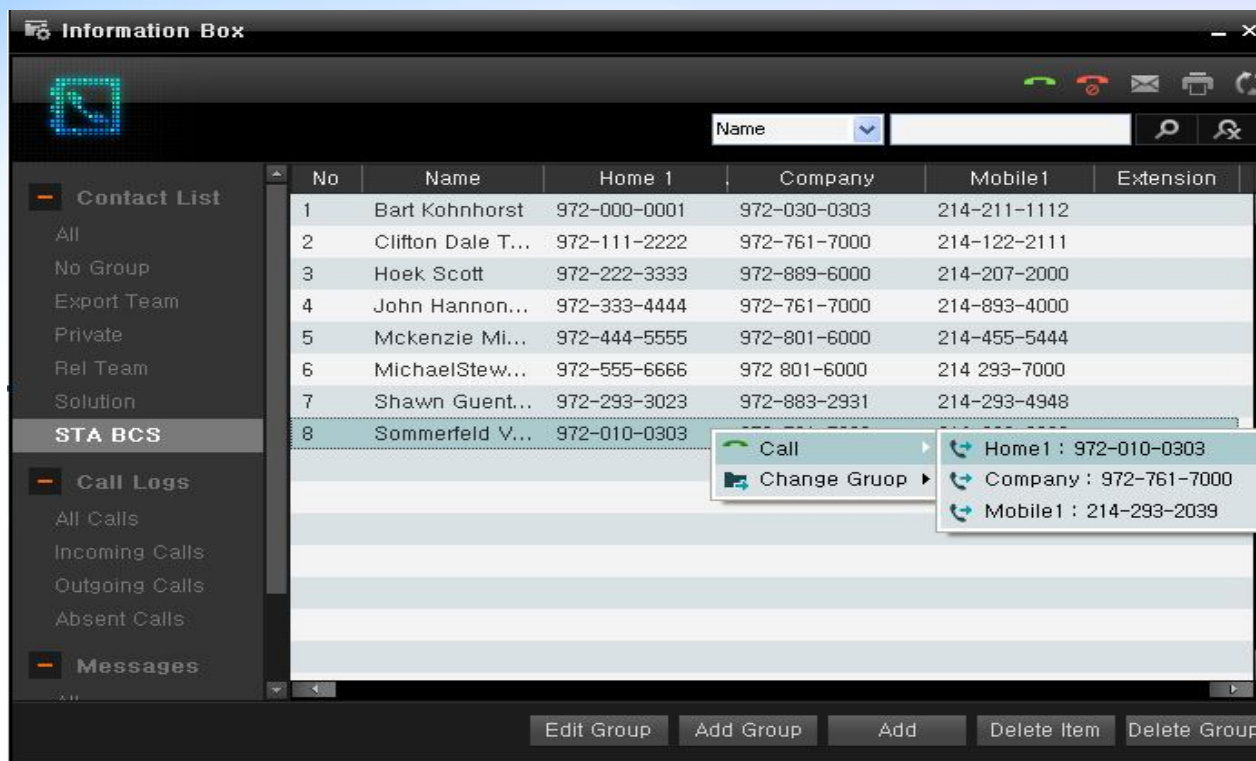 Information Box
Name
No Name Home 1 Company Mobile1 Extension
Contact List
All
No Group
Export Team
Private
Rel Team
Solution
STA BCS
Call Logs
All Calls
Incoming Calls
Outgoing Calls
Absent Calls
Messages
1 Bart Kohnhorst 972-000-0001 972-030-0303 214-211-1112
2 Clifton Dale T... 972-111-2222 972-761-7000 214-122-2111
3 Hoek Scott 972-222-3333 972-889-6000 214-207-2000
4 John Hannon... 972-333-4444 972-761-7000 214-893-4000
5 Mckenzie Mi... 972-444-5555 972-801-6000 214-455-5444
6 MichaelStew... 972-555-6666 972 801-6000 214 293-7000
7 Shawn Guent... 972-293-3023 972-883-2931 214-293-4948
8 Sommerfeld V... 972-010-0303
Call
Change Gruop
Home1 : 972-010-0303
Company : 972-761-7000
Mobile1 : 214-293-2039
Edit Group Add Group Add Delete Item Delete Group